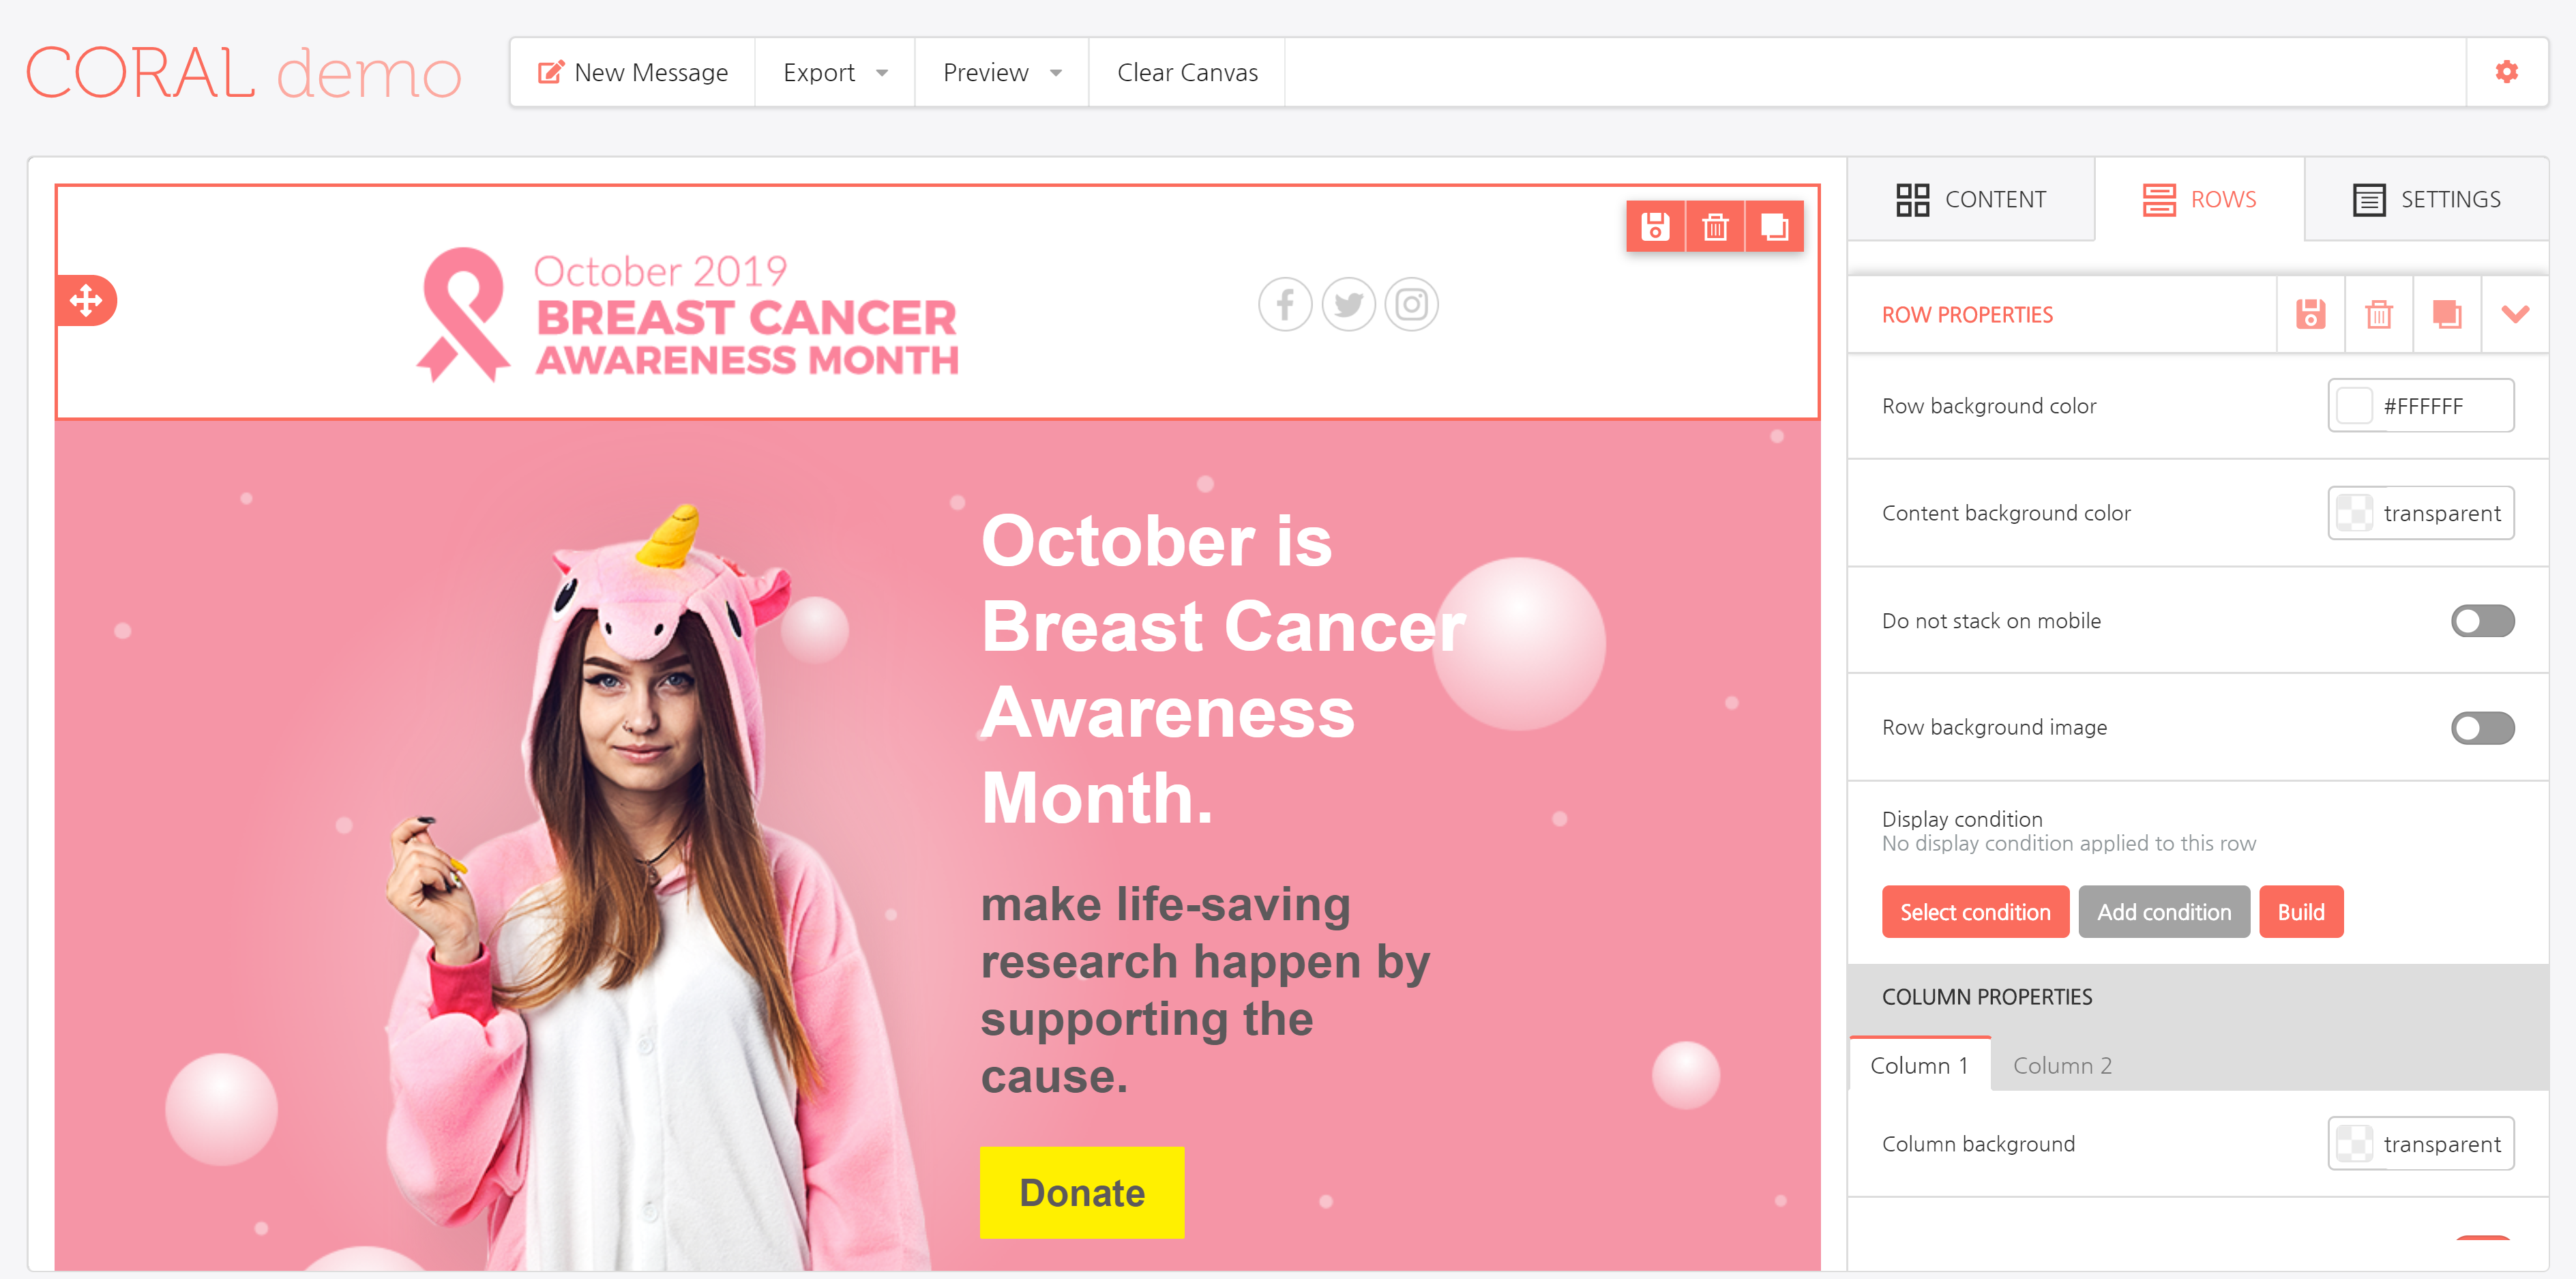 CORAL demo
New Message
Export
Preview
Clear Canvas
CONTENT
ROWS
SETTINGS
October 2019
BREAST CANCER
AWARENESS MONTH
October is
Breast Cancer
Awareness
Month.
make life-saving
research happen by
supporting the
cause.
Donate
ROW PROPERTIES
Row background color
#FFFFFF
Content background color
transparent
Do not stack on mobile
Row background image
Display condition
No display condition applied to this row
Select condition
Add condition
Build
COLUMN PROPERTIES
Column 1
Column 2
Column background
transparent